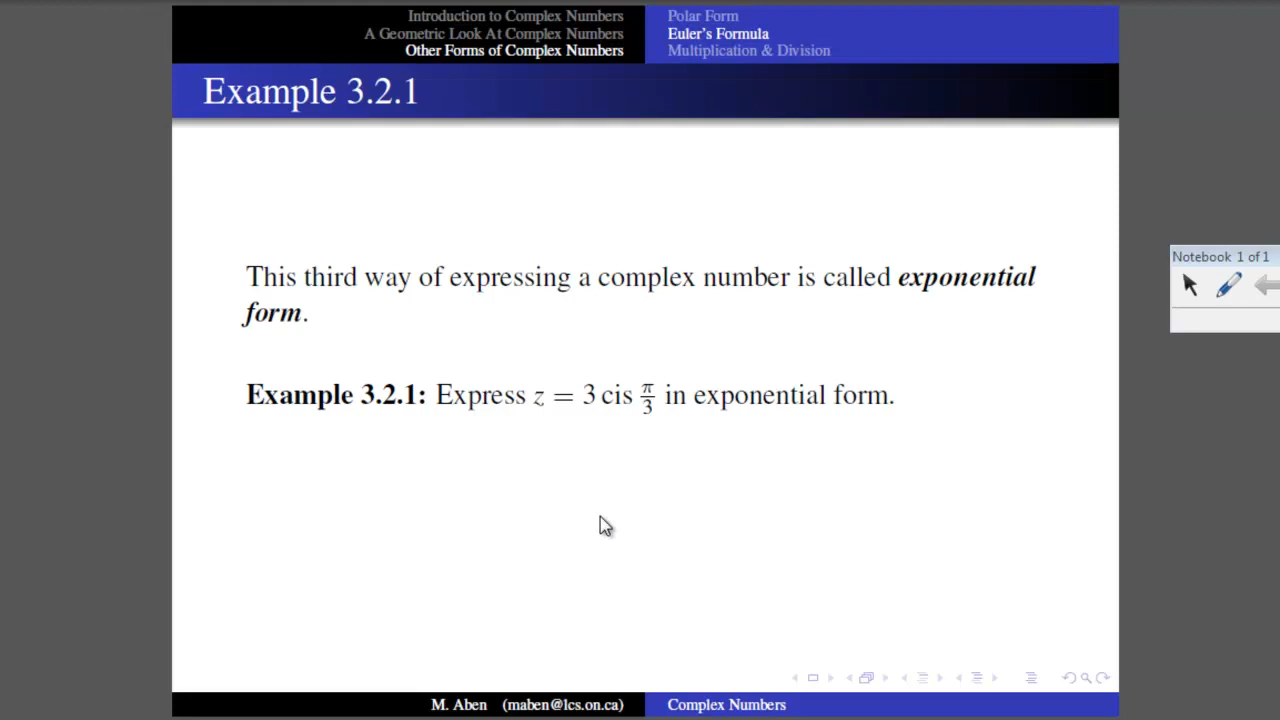 Introduction to Complex Numbers
A Geometric Look At Complex Numbers
Other Forms of Complex Numbers
Polar Form
Euler's Formula
Multiplication & Division
Example 3.2.1
This third way of expressing a complex number is called exponential
form.
Example 3.2.1: Express z = 3 cis π/3 in exponential form.
Notebook 1 of 1
M. Aben (maben@lcs.on.ca)
Complex Numbers